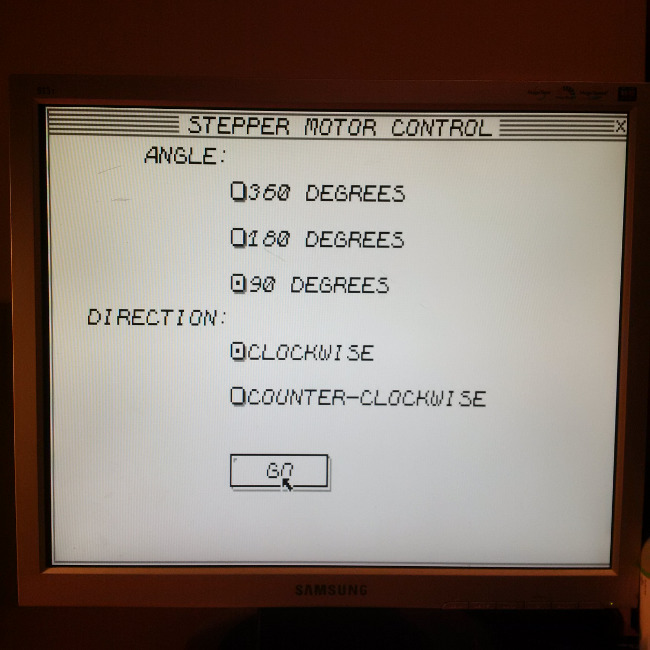 STEPPER MOTOR CONTROL X
ANGLE:
360 DEGREES
180 DEGREES
90 DEGREES
DIRECTION:
CLOCKWISE
COUNTER-CLOCKWISE
GO
SAMSUNG